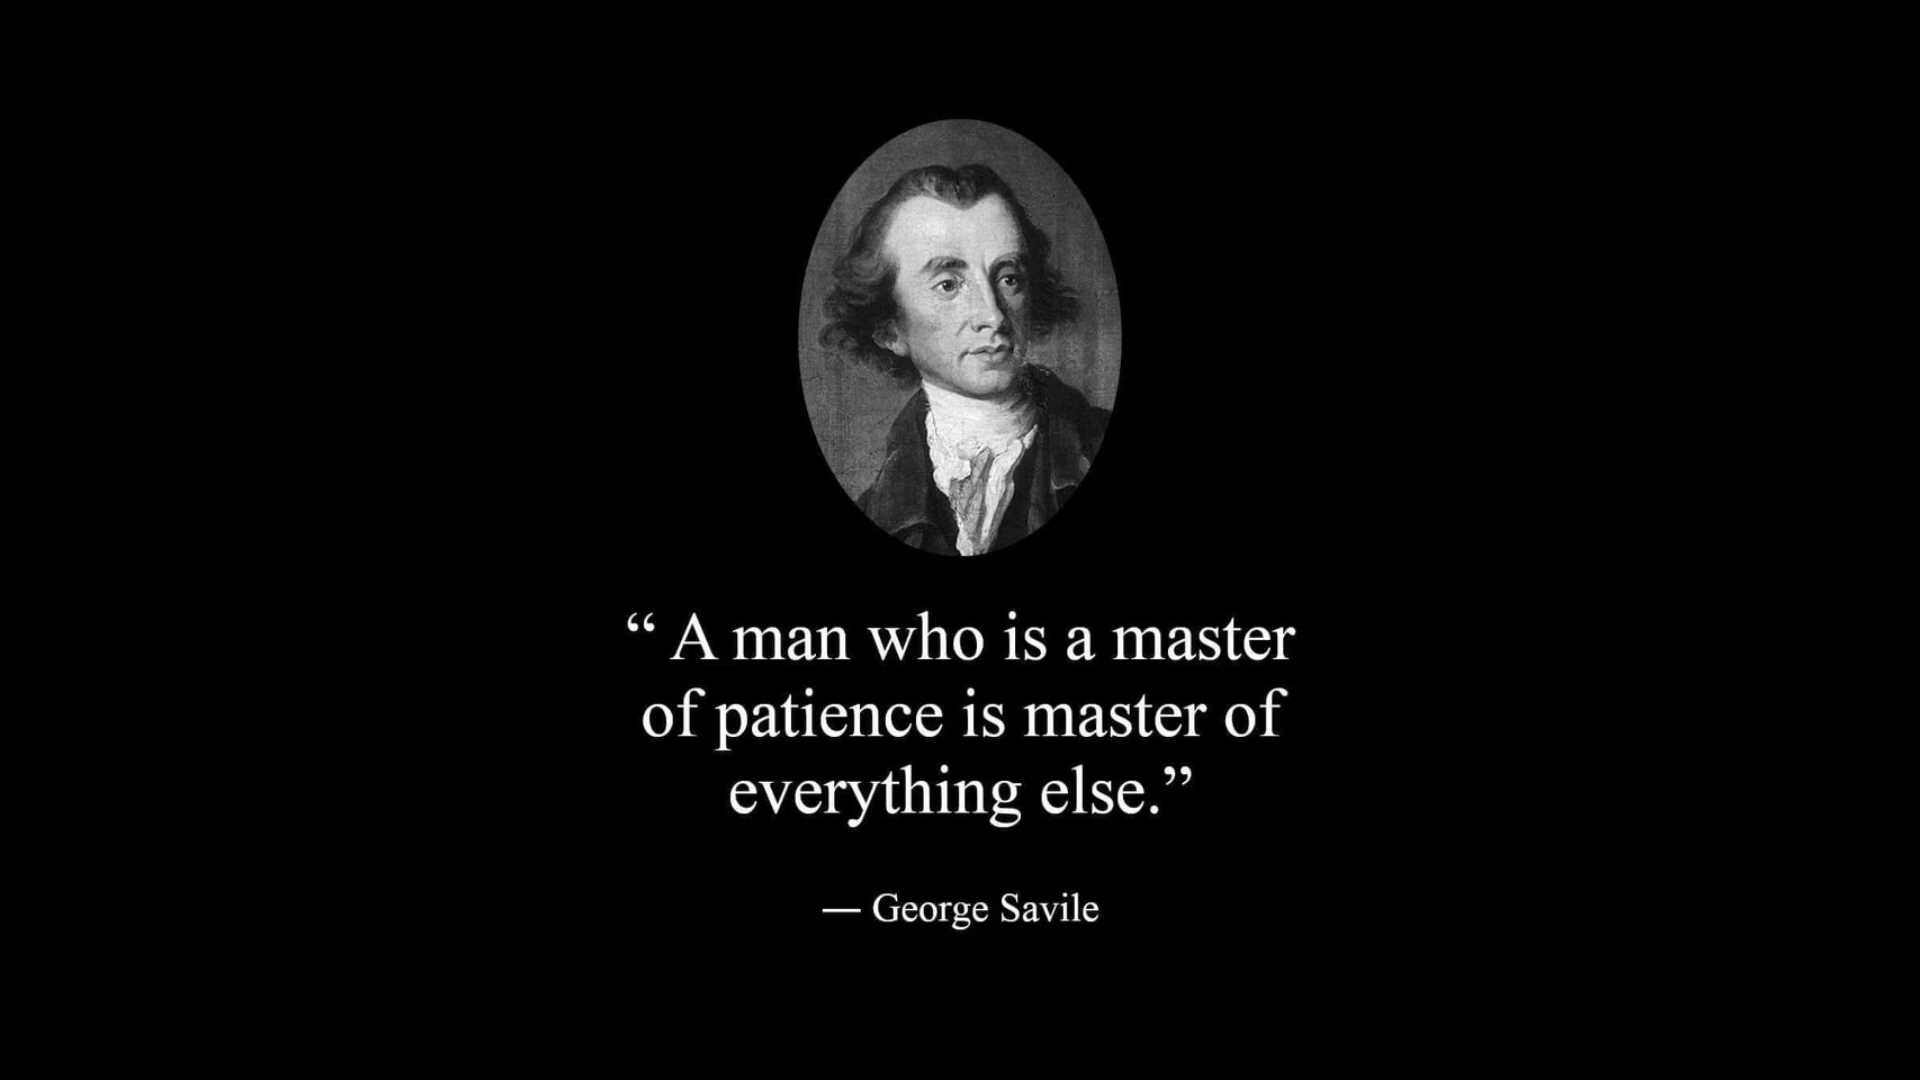 “ A man who is a master
of patience is master of
everything else.”
— George Savile